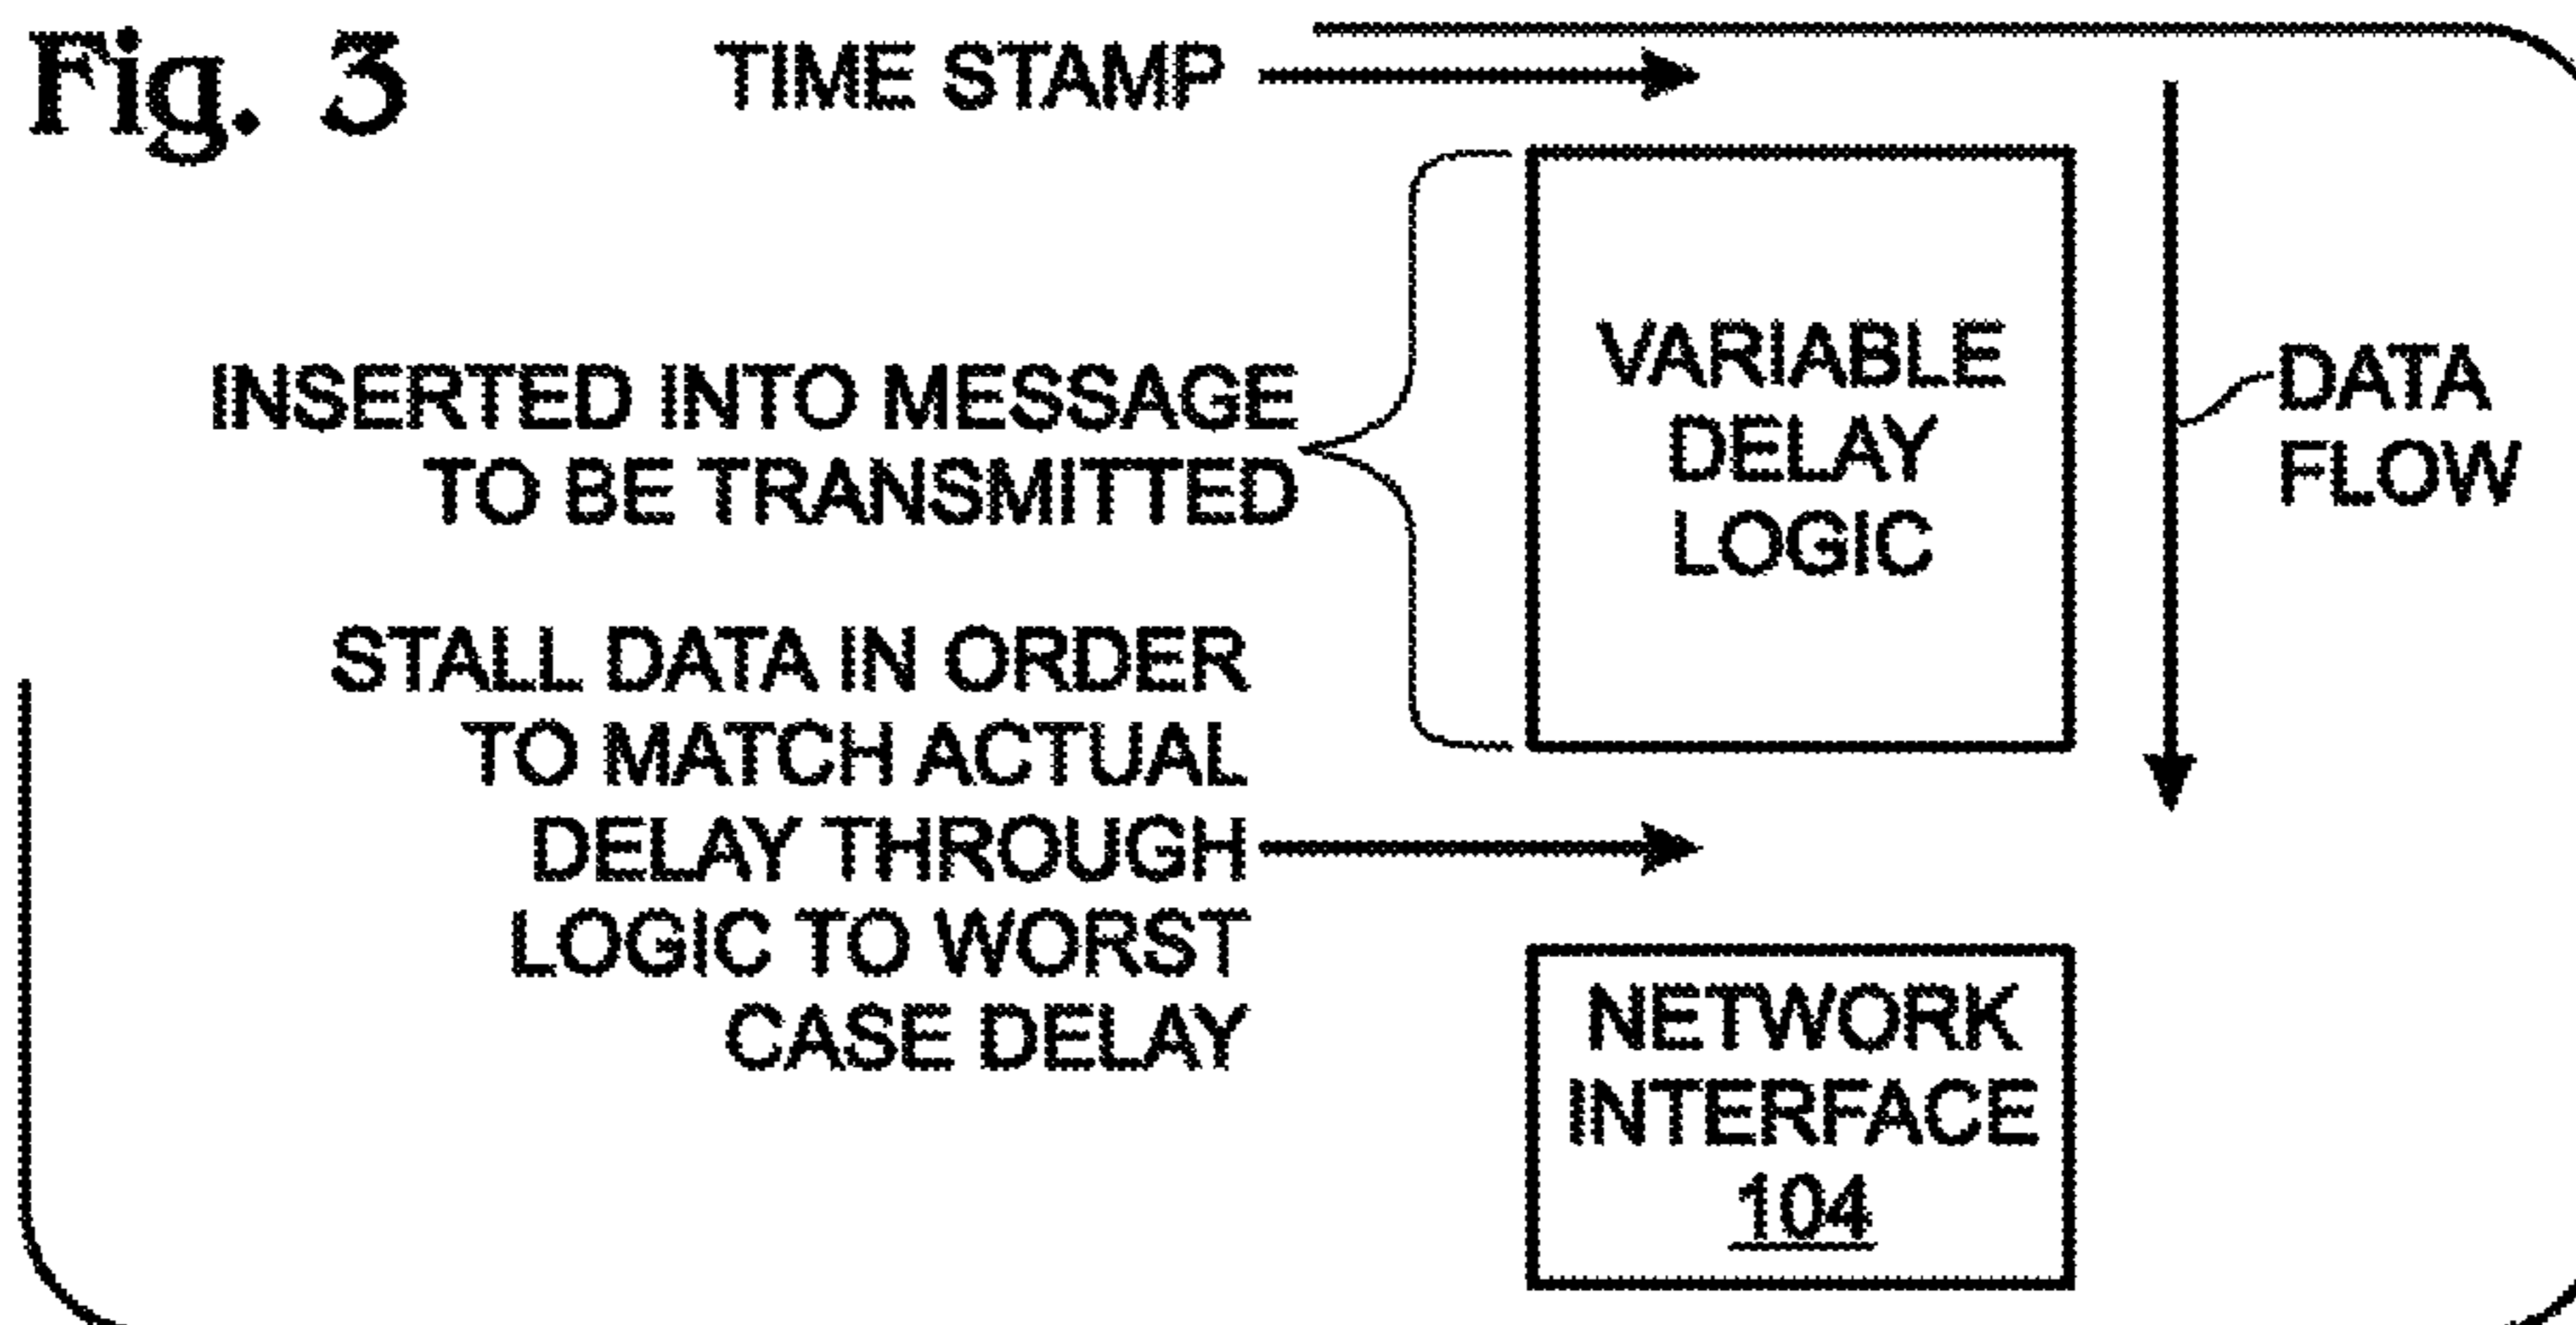 Fig. 3
TIME STAMP
INSERTED INTO MESSAGE
TO BE TRANSMITTED
VARIABLE
DELAY
LOGIC
DATA
FLOW
STALL DATA IN ORDER
TO MATCH ACTUAL
DELAY THROUGH
LOGIC TO WORST
CASE DELAY
NETWORK
INTERFACE
104